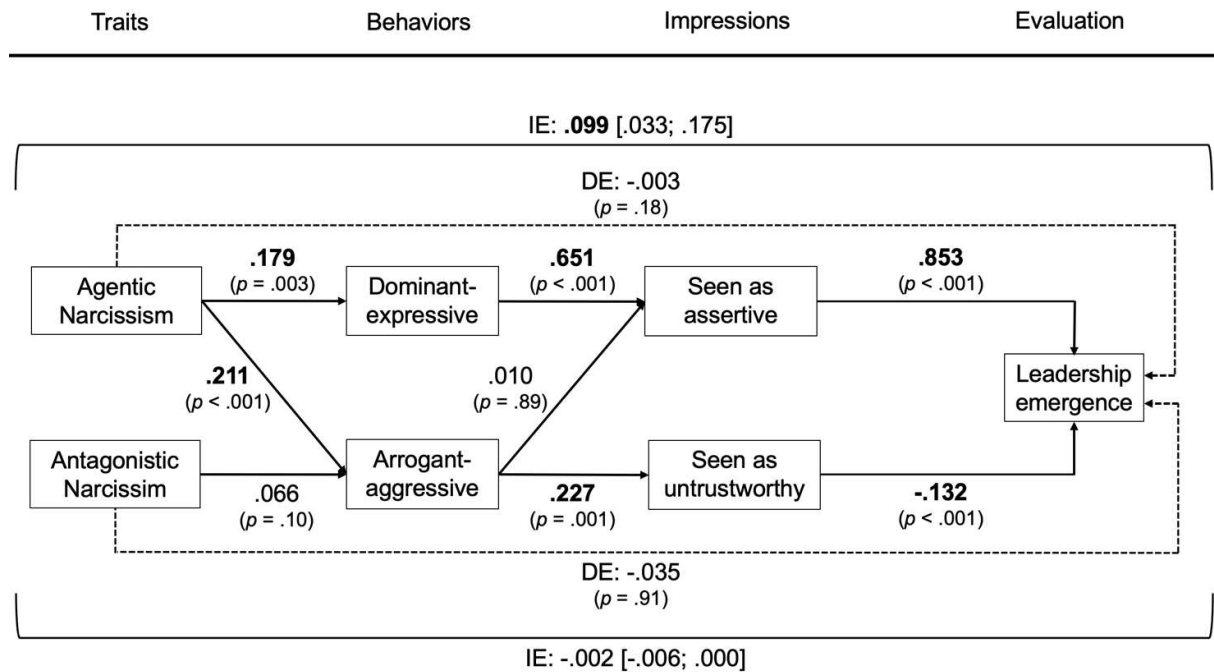 Traits Behaviors Impressions Evaluation
IE: .099 [.033; .175]
DE: -.003
(p = .18)
.179 .651 .853
(p = .003) (p < .001) (p < .001)
Agentic Dominant- Seen as
Narcissism expressive assertive
.211 .010
(p < .001) (p = .89)
Leadership
emergence
Antagonistic Arrogant- Seen as
Narcissim aggressive untrustworthy
.066 .227 -.132
(p = .10) (p = .001) (p < .001)
DE: -.035
(p = .91)
IE: -.002 [-.006; .000]